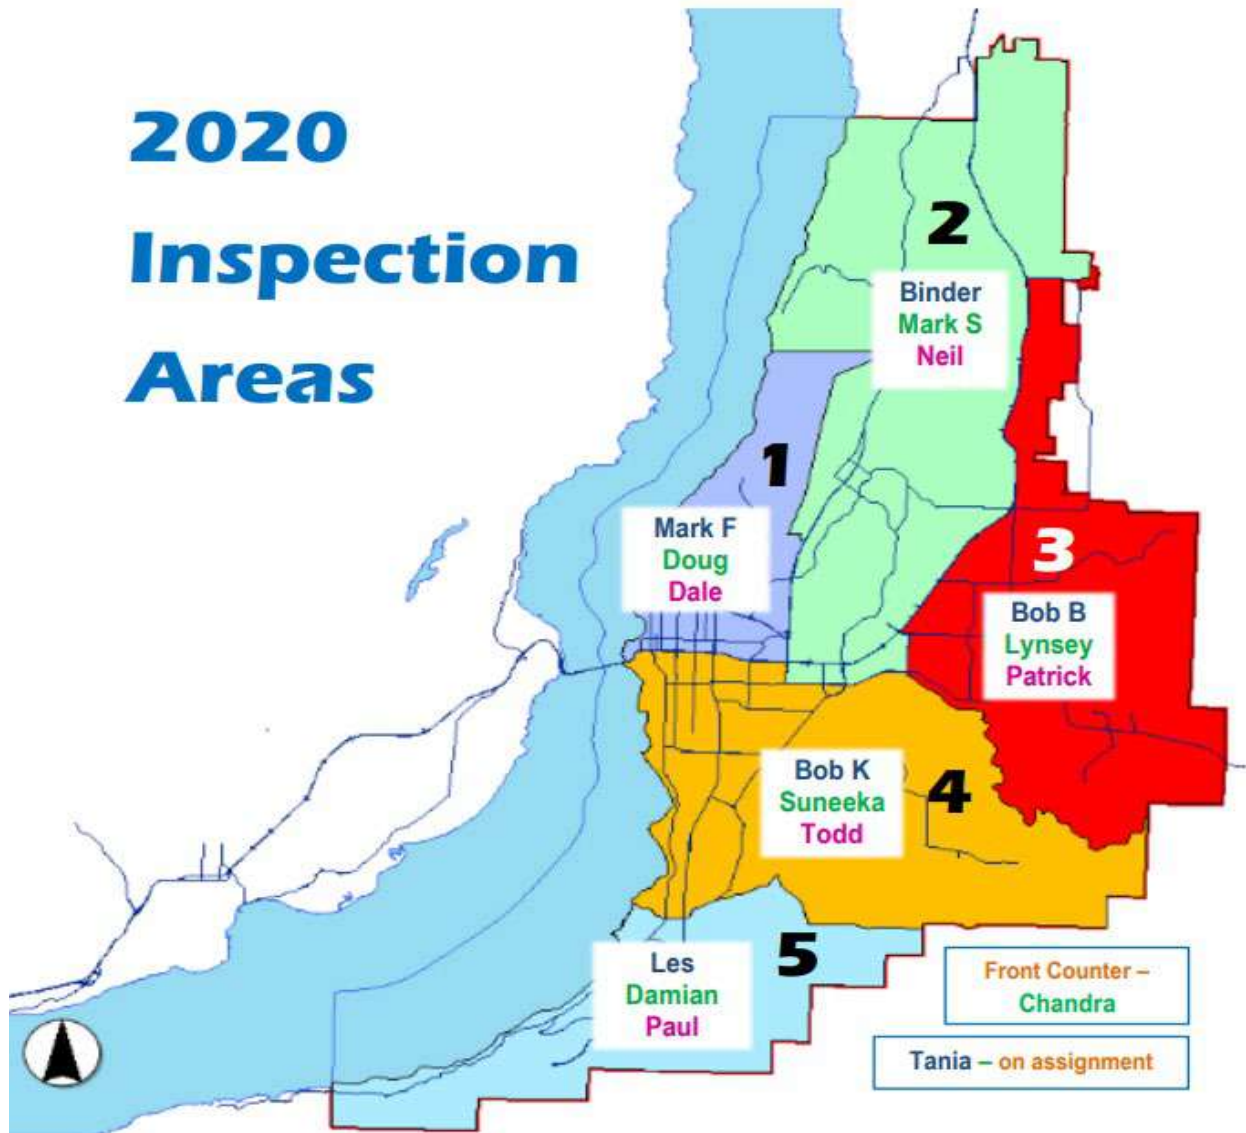 2020
Inspection
Areas
2
Binder
Mark S
Neil
1
Mark F
Doug
Dale
3
Bob B
Lynsey
Patrick
4
Bob K
Suneeka
Todd
5
Les
Damian
Paul
Front Counter –
Chandra
Tania – on assignment